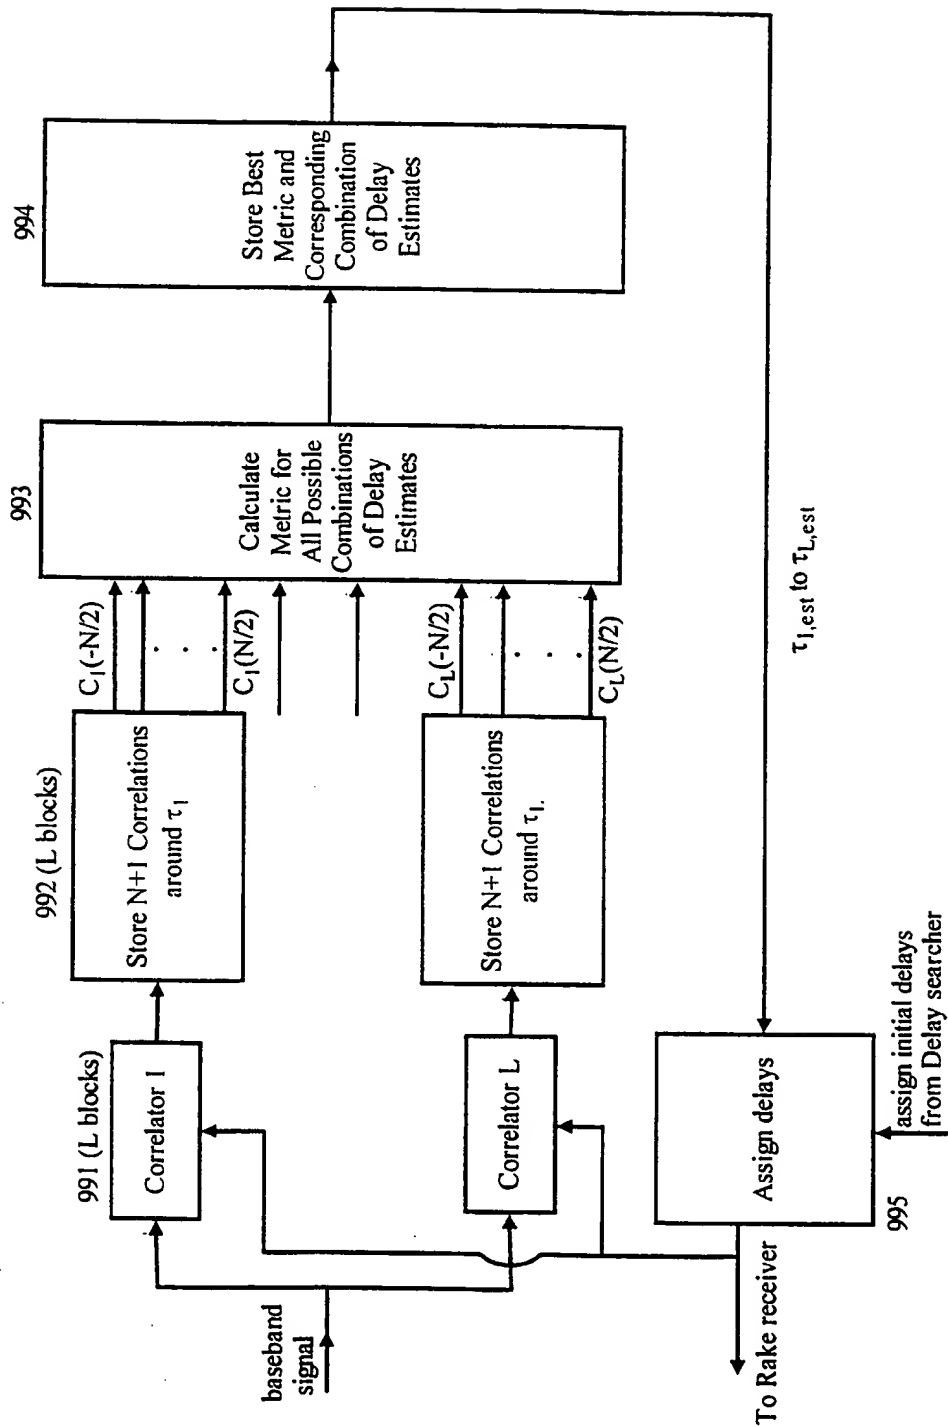 991 (L blocks)
Correlator 1
992 (L blocks)
Store N+1 Correlations
around τ1
C1(-N/2)
. . .
C1(N/2)
993
Calculate
Metric for
All Possible
Combinations
of Delay
Estimates
994
Store Best
Metric and
Corresponding
Combination
of Delay
Estimates
baseband
signal
Correlator L
Store N+1 Correlations
around τL.
CL(-N/2)
. . .
CL(N/2)
To Rake receiver
995
Assign delays
assign initial delays
from Delay searcher
τ1,est to τL,est